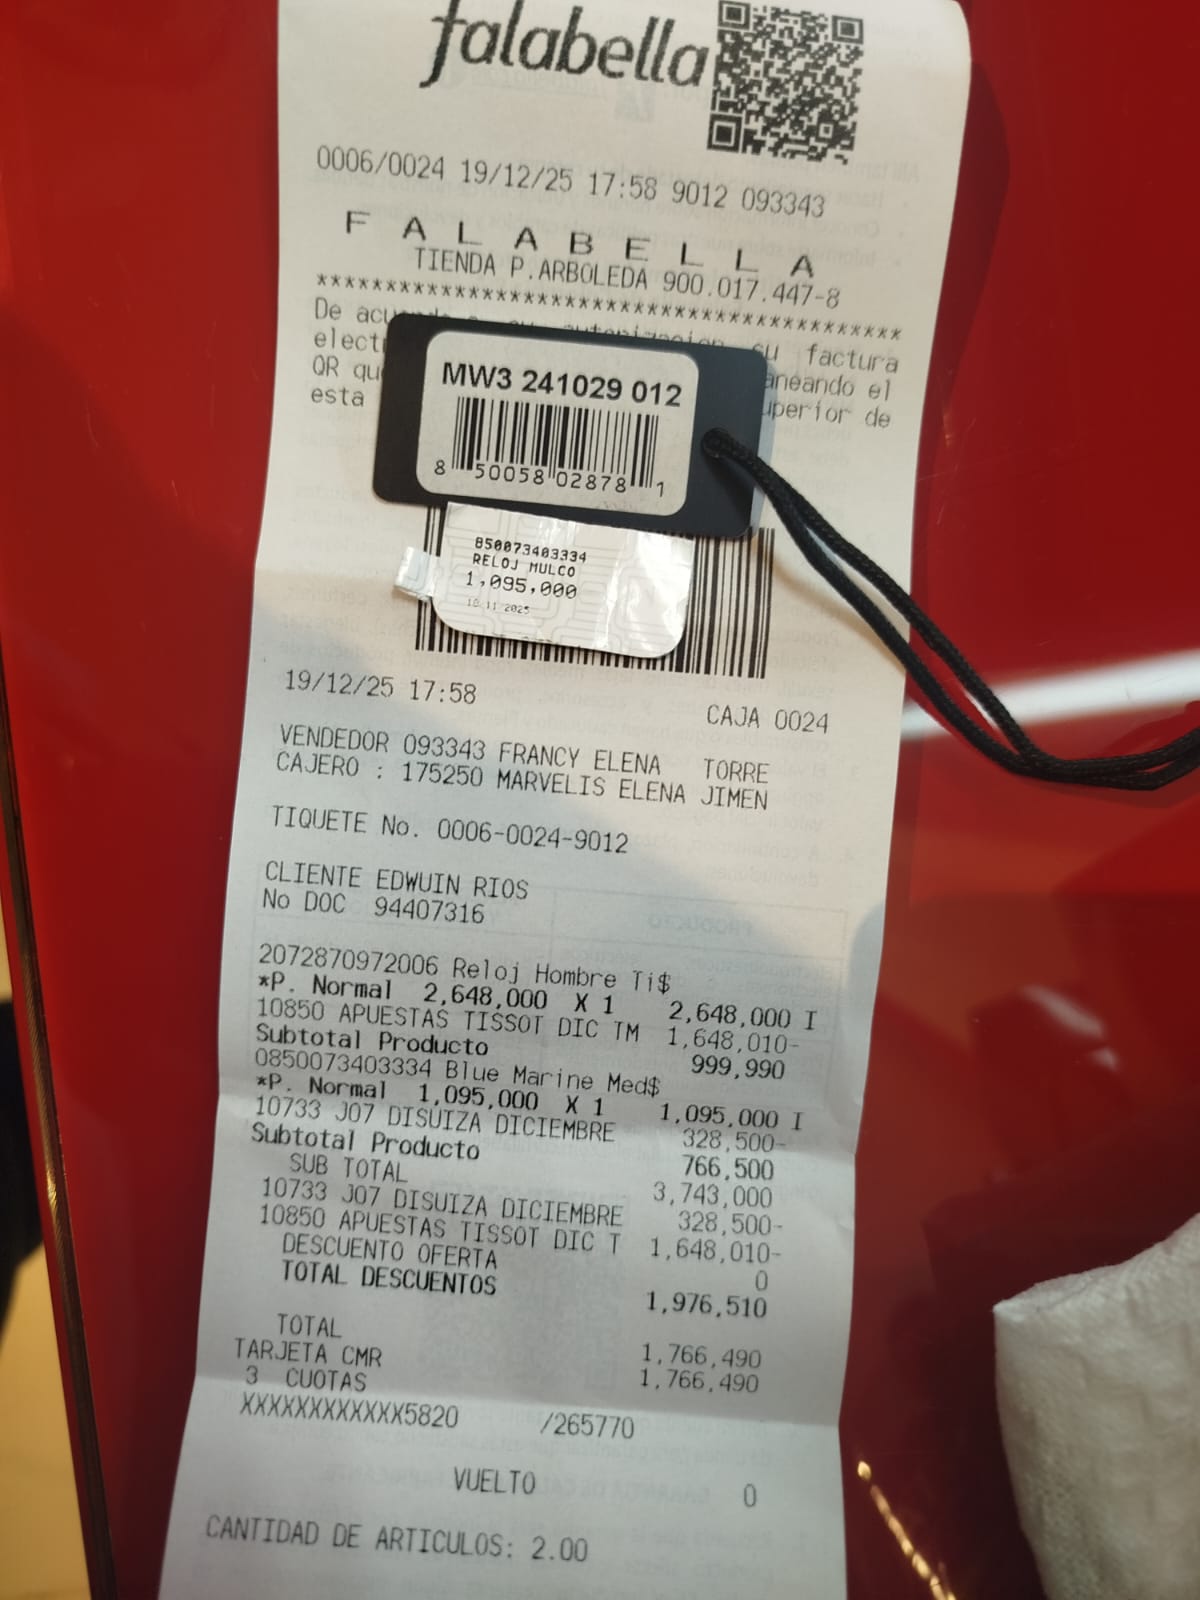 falabella
0006/0024 19/12/25 17:58 9012 093343
F A L A B E L L A
TIENDA P.ARBOLEDA 900.017.447-8
******************************************
De su factura
aneando el
QR uperior de
esta
MW3 241029 012
8 50058 02878 1
850073403334
RELOJ MULCO
1,095,000
2025
19/12/25 17:58 CAJA 0024
VENDEDOR 093343 FRANCY ELENA TORRE
CAJERO : 175250 MARVELIS ELENA JIMEN
TIQUETE No. 0006-0024-9012
CLIENTE EDWUIN RIOS
No DOC 94407316
2072870972006 Reloj Hombre Ti$
*P. Normal 2,648,000 X 1 2,648,000 I
10850 APUESTAS TISSOT DIC TM 1,648,010-
Subtotal Producto 999,990
0850073403334 Blue Marine Med$
*P. Normal 1,095,000 X 1 1,095,000 I
10733 J07 DISUIZA DICIEMBRE 328,500-
Subtotal Producto 766,500
SUB TOTAL 3,743,000
10733 J07 DISUIZA DICIEMBRE 328,500-
10850 APUESTAS TISSOT DIC T 1,648,010-
DESCUENTO OFERTA 0
TOTAL DESCUENTOS 1,976,510
TOTAL 1,766,490
TARJETA CMR 1,766,490
3 CUOTAS
XXXXXXXXXXXX5820 /265770
VUELTO 0
CANTIDAD DE ARTICULOS: 2.00